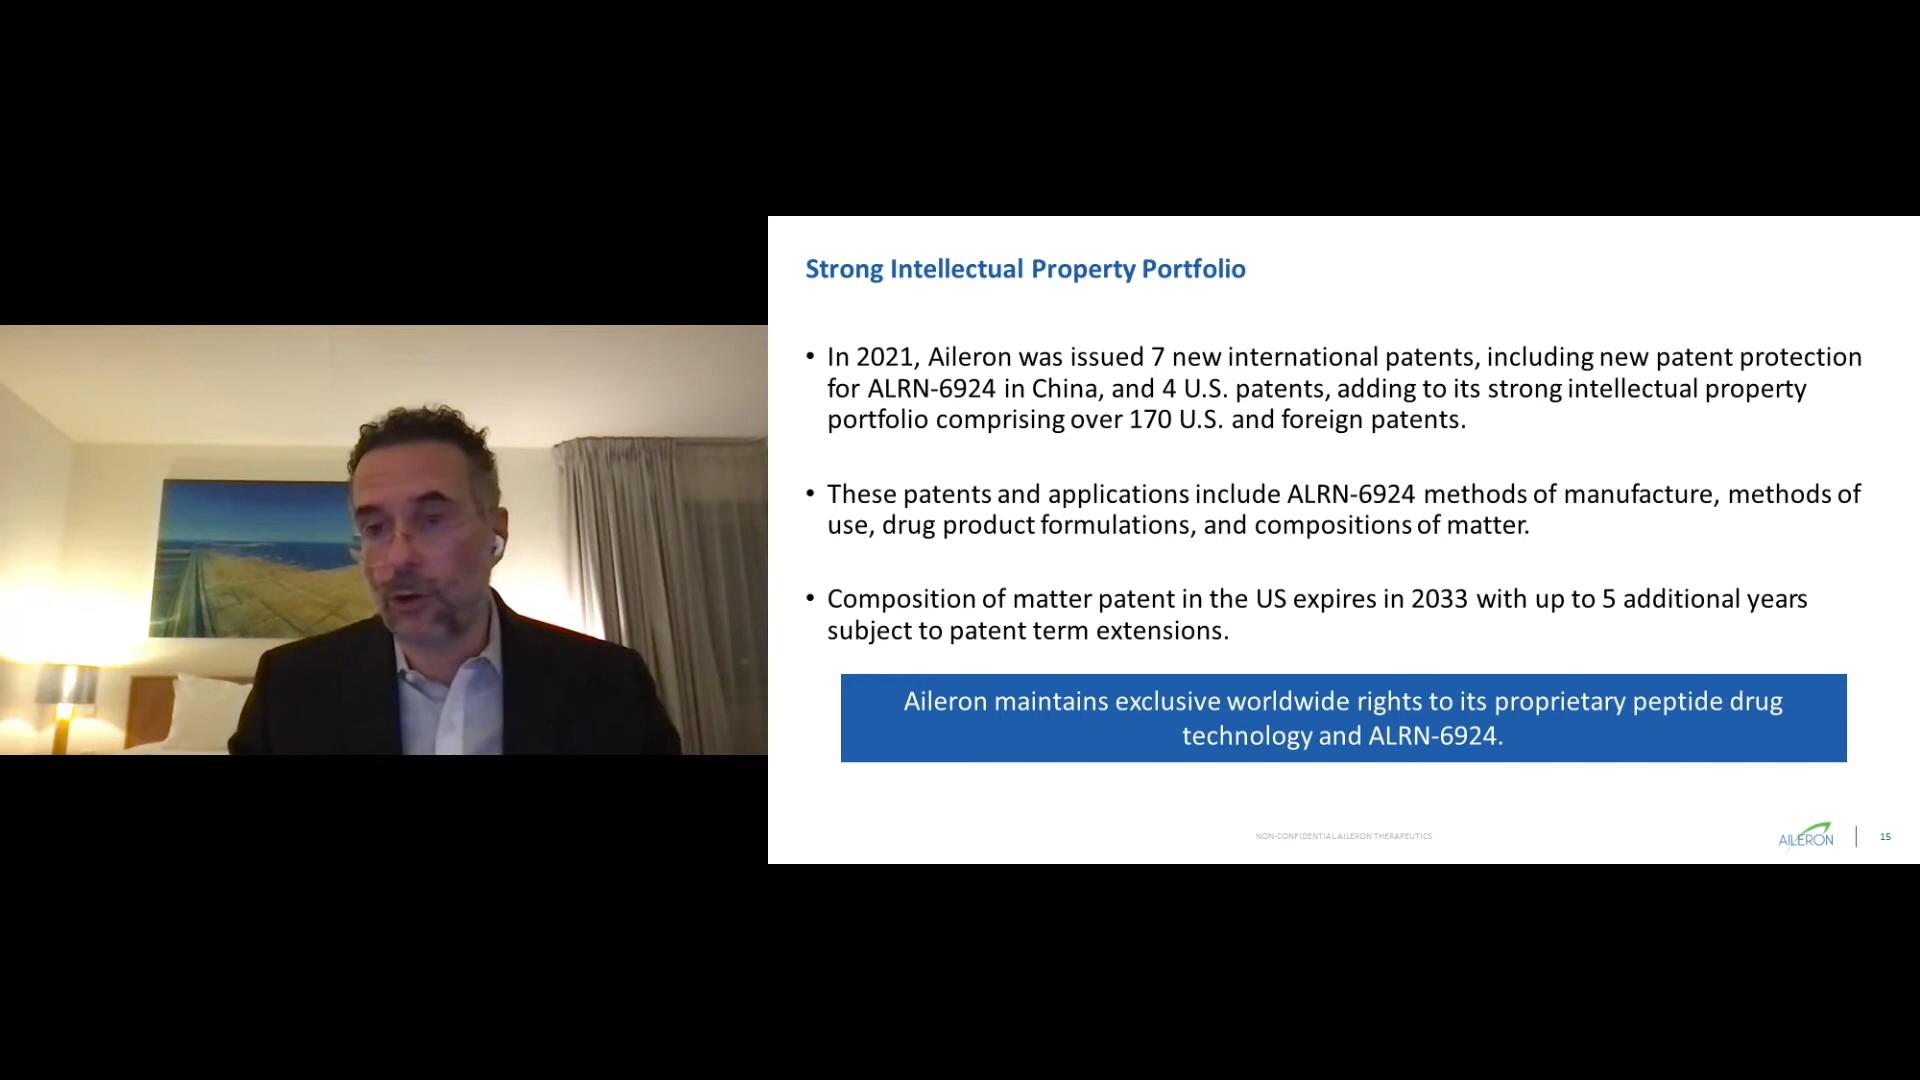 Strong Intellectual Property Portfolio
• In 2021, Aileron was issued 7 new international patents, including new patent protection
for ALRN-6924 in China, and 4 U.S. patents, adding to its strong intellectual property
portfolio comprising over 170 U.S. and foreign patents.
• These patents and applications include ALRN-6924 methods of manufacture, methods of
use, drug product formulations, and compositions of matter.
• Composition of matter patent in the US expires in 2033 with up to 5 additional years
subject to patent term extensions.
Aileron maintains exclusive worldwide rights to its proprietary peptide drug
technology and ALRN-6924.
NON-CONFIDENTIAL AILERON THERAPEUTICS
AILERON
15